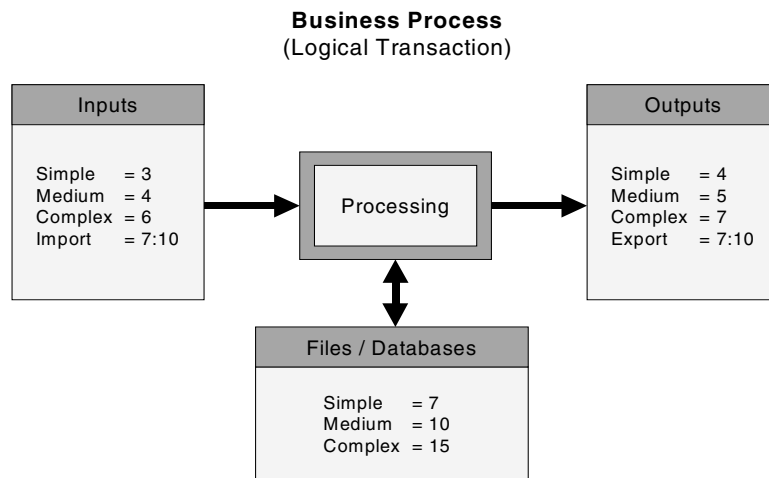 Business Process
(Logical Transaction)
Inputs
Simple = 3
Medium = 4
Complex = 6
Import = 7:10
Processing
Outputs
Simple = 4
Medium = 5
Complex = 7
Export = 7:10
Files / Databases
Simple = 7
Medium = 10
Complex = 15